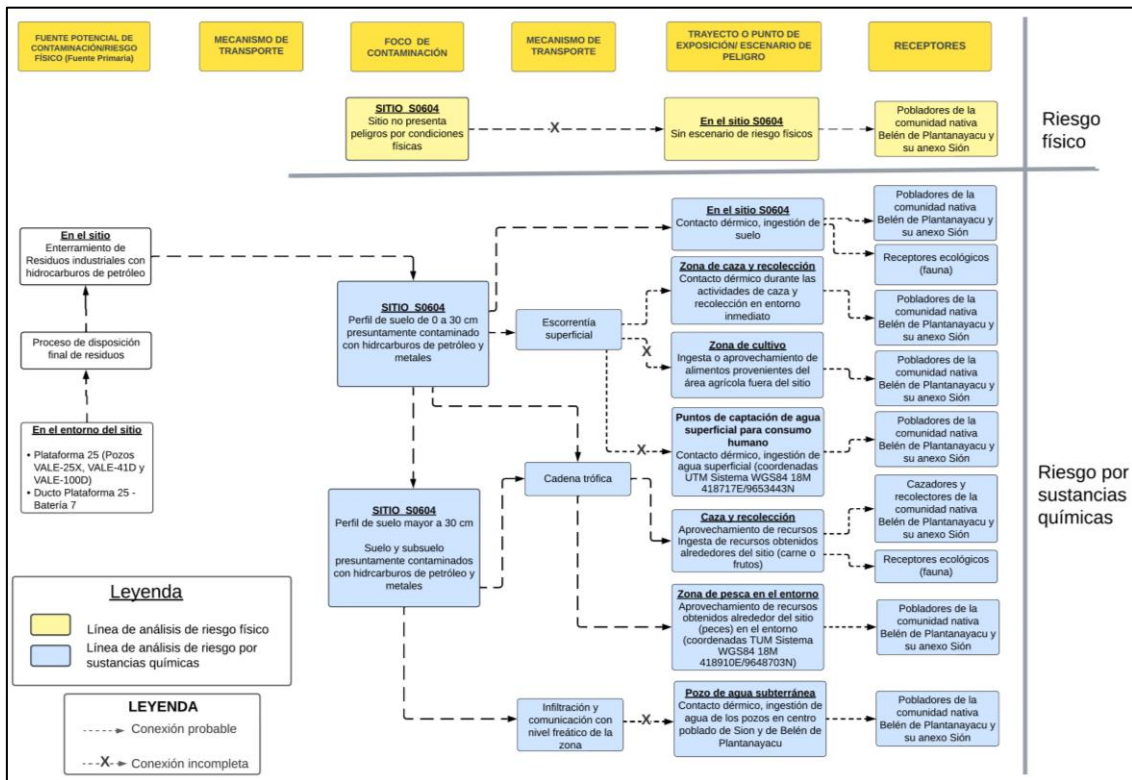 FUENTE POTENCIAL DE
CONTAMINACIÓN/RIESGO
FÍSICO (Fuente Primaria)
MECANISMO DE
TRANSPORTE
FOCO DE
CONTAMINACIÓN
MECANISMO DE
TRANSPORTE
TRAYECTO O PUNTO DE
EXPOSICIÓN/ ESCENARIO DE
PELIGRO
RECEPTORES
SITIO S0604
Sitio no presenta
peligros por condiciones
físicas
X
En el sitio S0604
Sin escenario de riesgo físicos
Pobladores de la
comunidad nativa
Belén de Plantanayacu y
su anexo Sión
Riesgo
físico
En el sitio
Enterramiento de
Residuos industriales con
hidrocarburos de petróleo
Proceso de disposición
final de residuos
En el entorno del sitio
• Plataforma 25 (Pozos
VALE-25X, VALE-41D y
VALE-100D)
• Ducto Plataforma 25 -
Batería 7
SITIO S0604
Perfil de suelo de 0 a 30 cm
presuntamente contaminado
con hidrcarburos de petróleo y
metales
SITIO S0604
Perfil de suelo mayor a 30 cm
Suelo y subsuelo
presuntamente contaminados
con hidrcarburos de petróleo y
metales
Escorrentía
superficial
X
X
Cadena trófica
Infiltración y
comunicación con
nivel freático de la
zona
X
En el sitio S0604
Contacto dérmico, ingestión de
suelo
Zona de caza y recolección
Contacto dérmico durante las
actividades de caza y
recolección en entorno
inmediato
Zona de cultivo
Ingesta o aprovechamiento de
alimentos provenientes del
área agrícola fuera del sitio
Puntos de captación de agua
superficial para consumo
humano
Contacto dérmico, ingestión de
agua superficial (coordenadas
UTM Sistema WGS84 18M
418717E/9653443N
Caza y recolección
Aprovechamiento de recursos
Ingesta de recursos obtenidos
alrededores del sitio (carne o
frutos)
Zona de pesca en el entorno
Aprovechamiento de recursos
obtenidos alrededor del sitio
(peces) en el entorno
(coordenadas TUM Sistema
WGS84 18M
418910E/9648703N)
Pozo de agua subterránea
Contacto dérmico, ingestión de
agua de los pozos en centro
poblado de Sion y de Belén de
Plantanayacu
Pobladores de la
comunidad nativa
Belén de Plantanayacu y
su anexo Sión
Receptores ecológicos
(fauna)
Pobladores de la
comunidad nativa
Belén de Plantanayacu y
su anexo Sión
Pobladores de la
comunidad nativa
Belén de Plantanayacu y
su anexo Sión
Pobladores de la
comunidad nativa
Belén de Plantanayacu y
su anexo Sión
Cazadores y
recolectores de la
comunidad nativa
Belén de Plantanayacu y
su anexo Sión
Receptores ecológicos
(fauna)
Pobladores de la
comunidad nativa
Belén de Plantanayacu y
su anexo Sión
Pobladores de la
comunidad nativa
Belén de Plantanayacu y
su anexo Sión
Riesgo por
sustancias
químicas
Leyenda
Línea de análisis de riesgo físico
Línea de análisis de riesgo por
sustancias químicas
LEYENDA
Conexión probable
X
Conexión incompleta